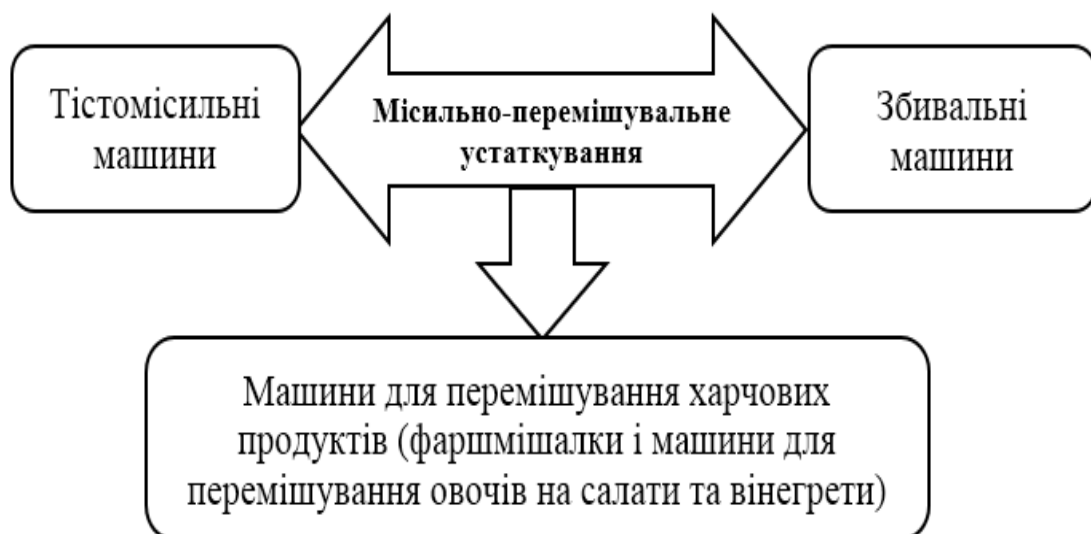 Тістомісильні
машини
Місильно-перемішувальне
устаткування
Збивальні
машини
Машини для перемішування харчових
продуктів (фаршмішалки і машини для
перемішування овочів на салати та вінегрети)